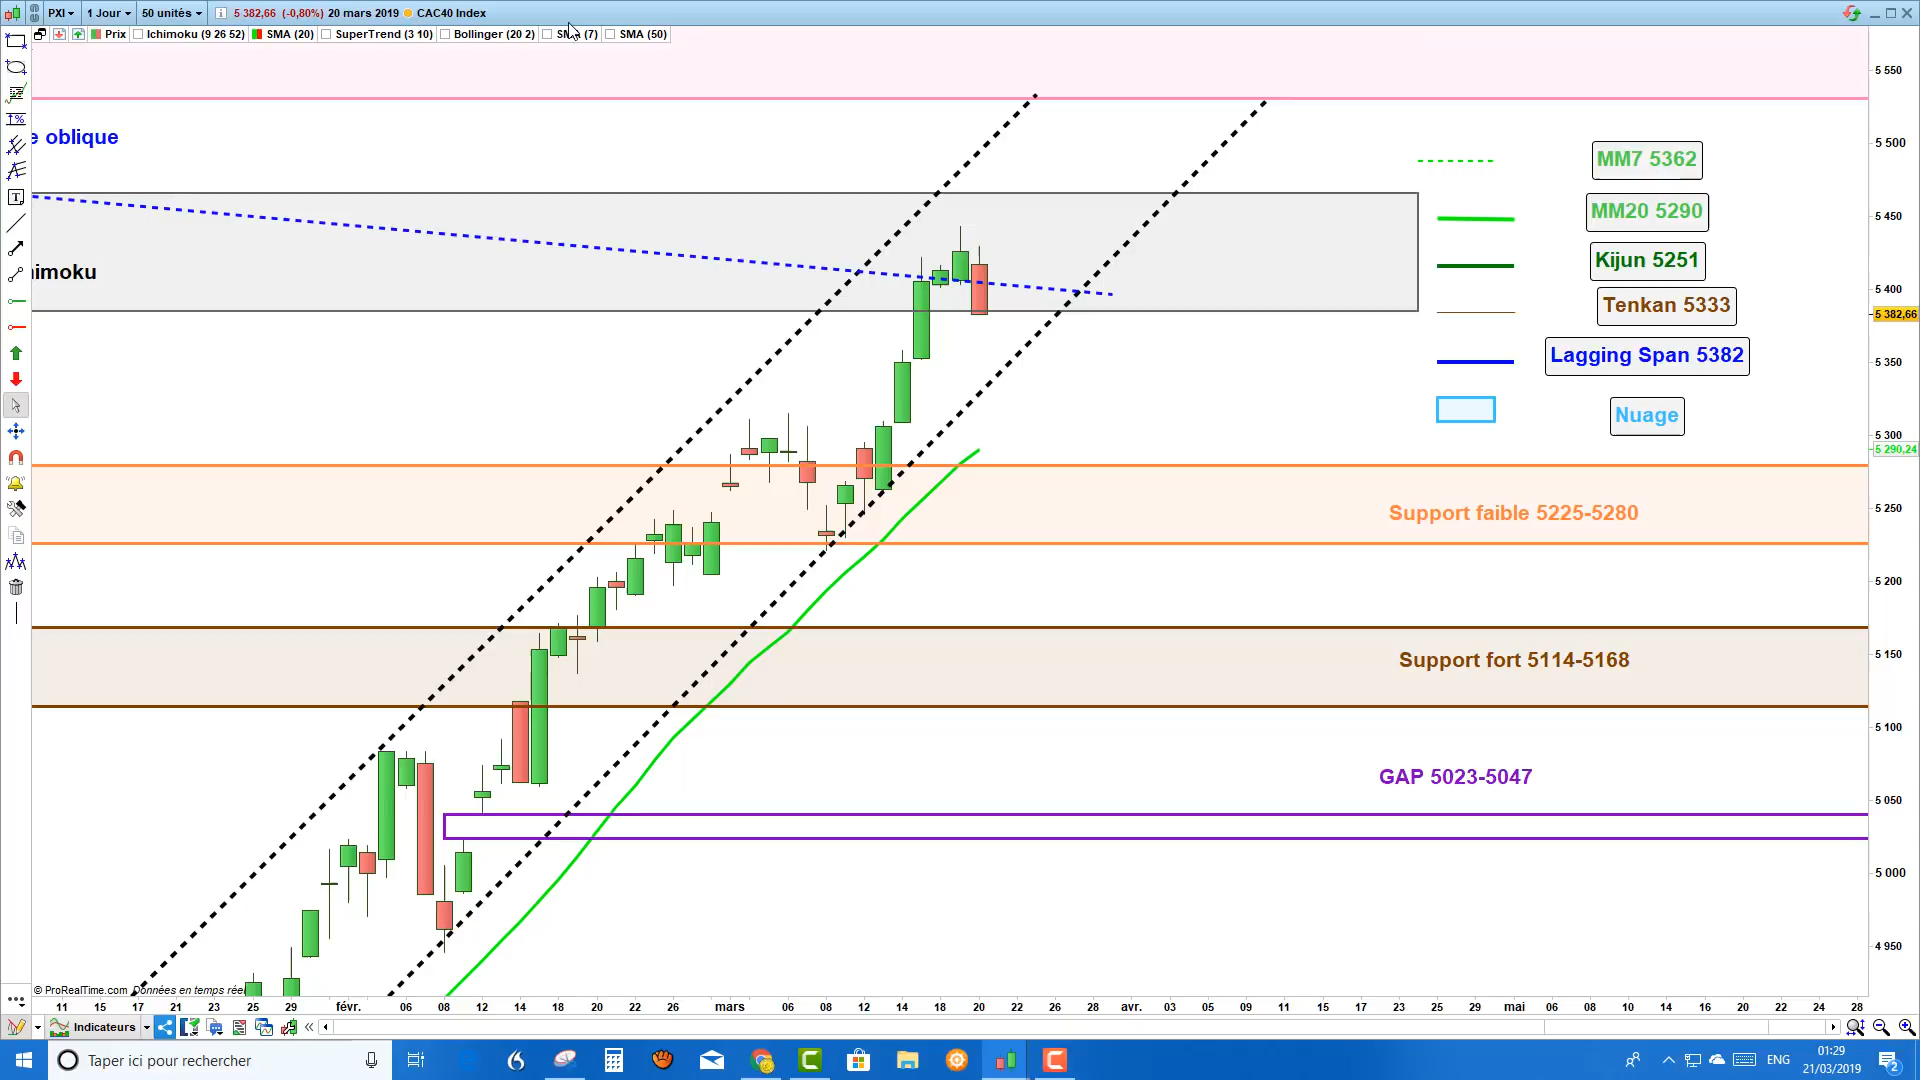 PXI 1 Jour 50 unités 5 382,66 (-0,80%) 20 mars 2019 CAC40 Index
Prix Ichimoku (9 26 52) SMA (20) SuperTrend (3 10) Bollinger (20 2) SMA (7) SMA (50)
5 550
e oblique
5 500
MM7 5362
MM20 5290
5 450
Kijun 5251
himoku
5 400
Tenkan 5333
5 382,66
Lagging Span 5382
5 350
Nuage
5 300
5 290,24
Support faible 5225-5280
5 250
5 200
Support fort 5114-5168
5 150
5 100
GAP 5023-5047
5 050
5 000
4 950
© ProRealTime.com Données en temps réel
11 15 17 21 23 25 29 févr. 06 08 12 14 18 20 22 26 mars 06 08 12 14 18 20 22 26 28 avr. 03 05 09 11 15 17 23 25 29 mai 06 08 10 14 16 20 22 24 28
Indicateurs
Taper ici pour rechercher
ENG
01:29
21/03/2019
2